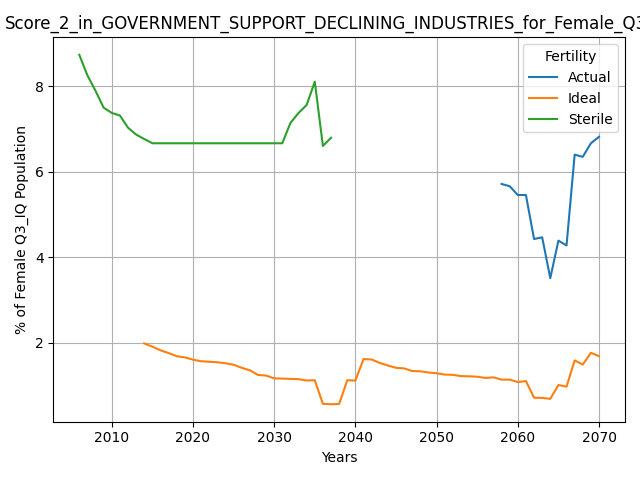 Score_2_in_GOVERNMENT_SUPPORT_DECLINING_INDUSTRIES_for_Female_Q3
Fertility
Actual
Ideal
Sterile
% of Female Q3_IQ Population
8
6
4
2
2010 2020 2030 2040 2050 2060 2070
Years